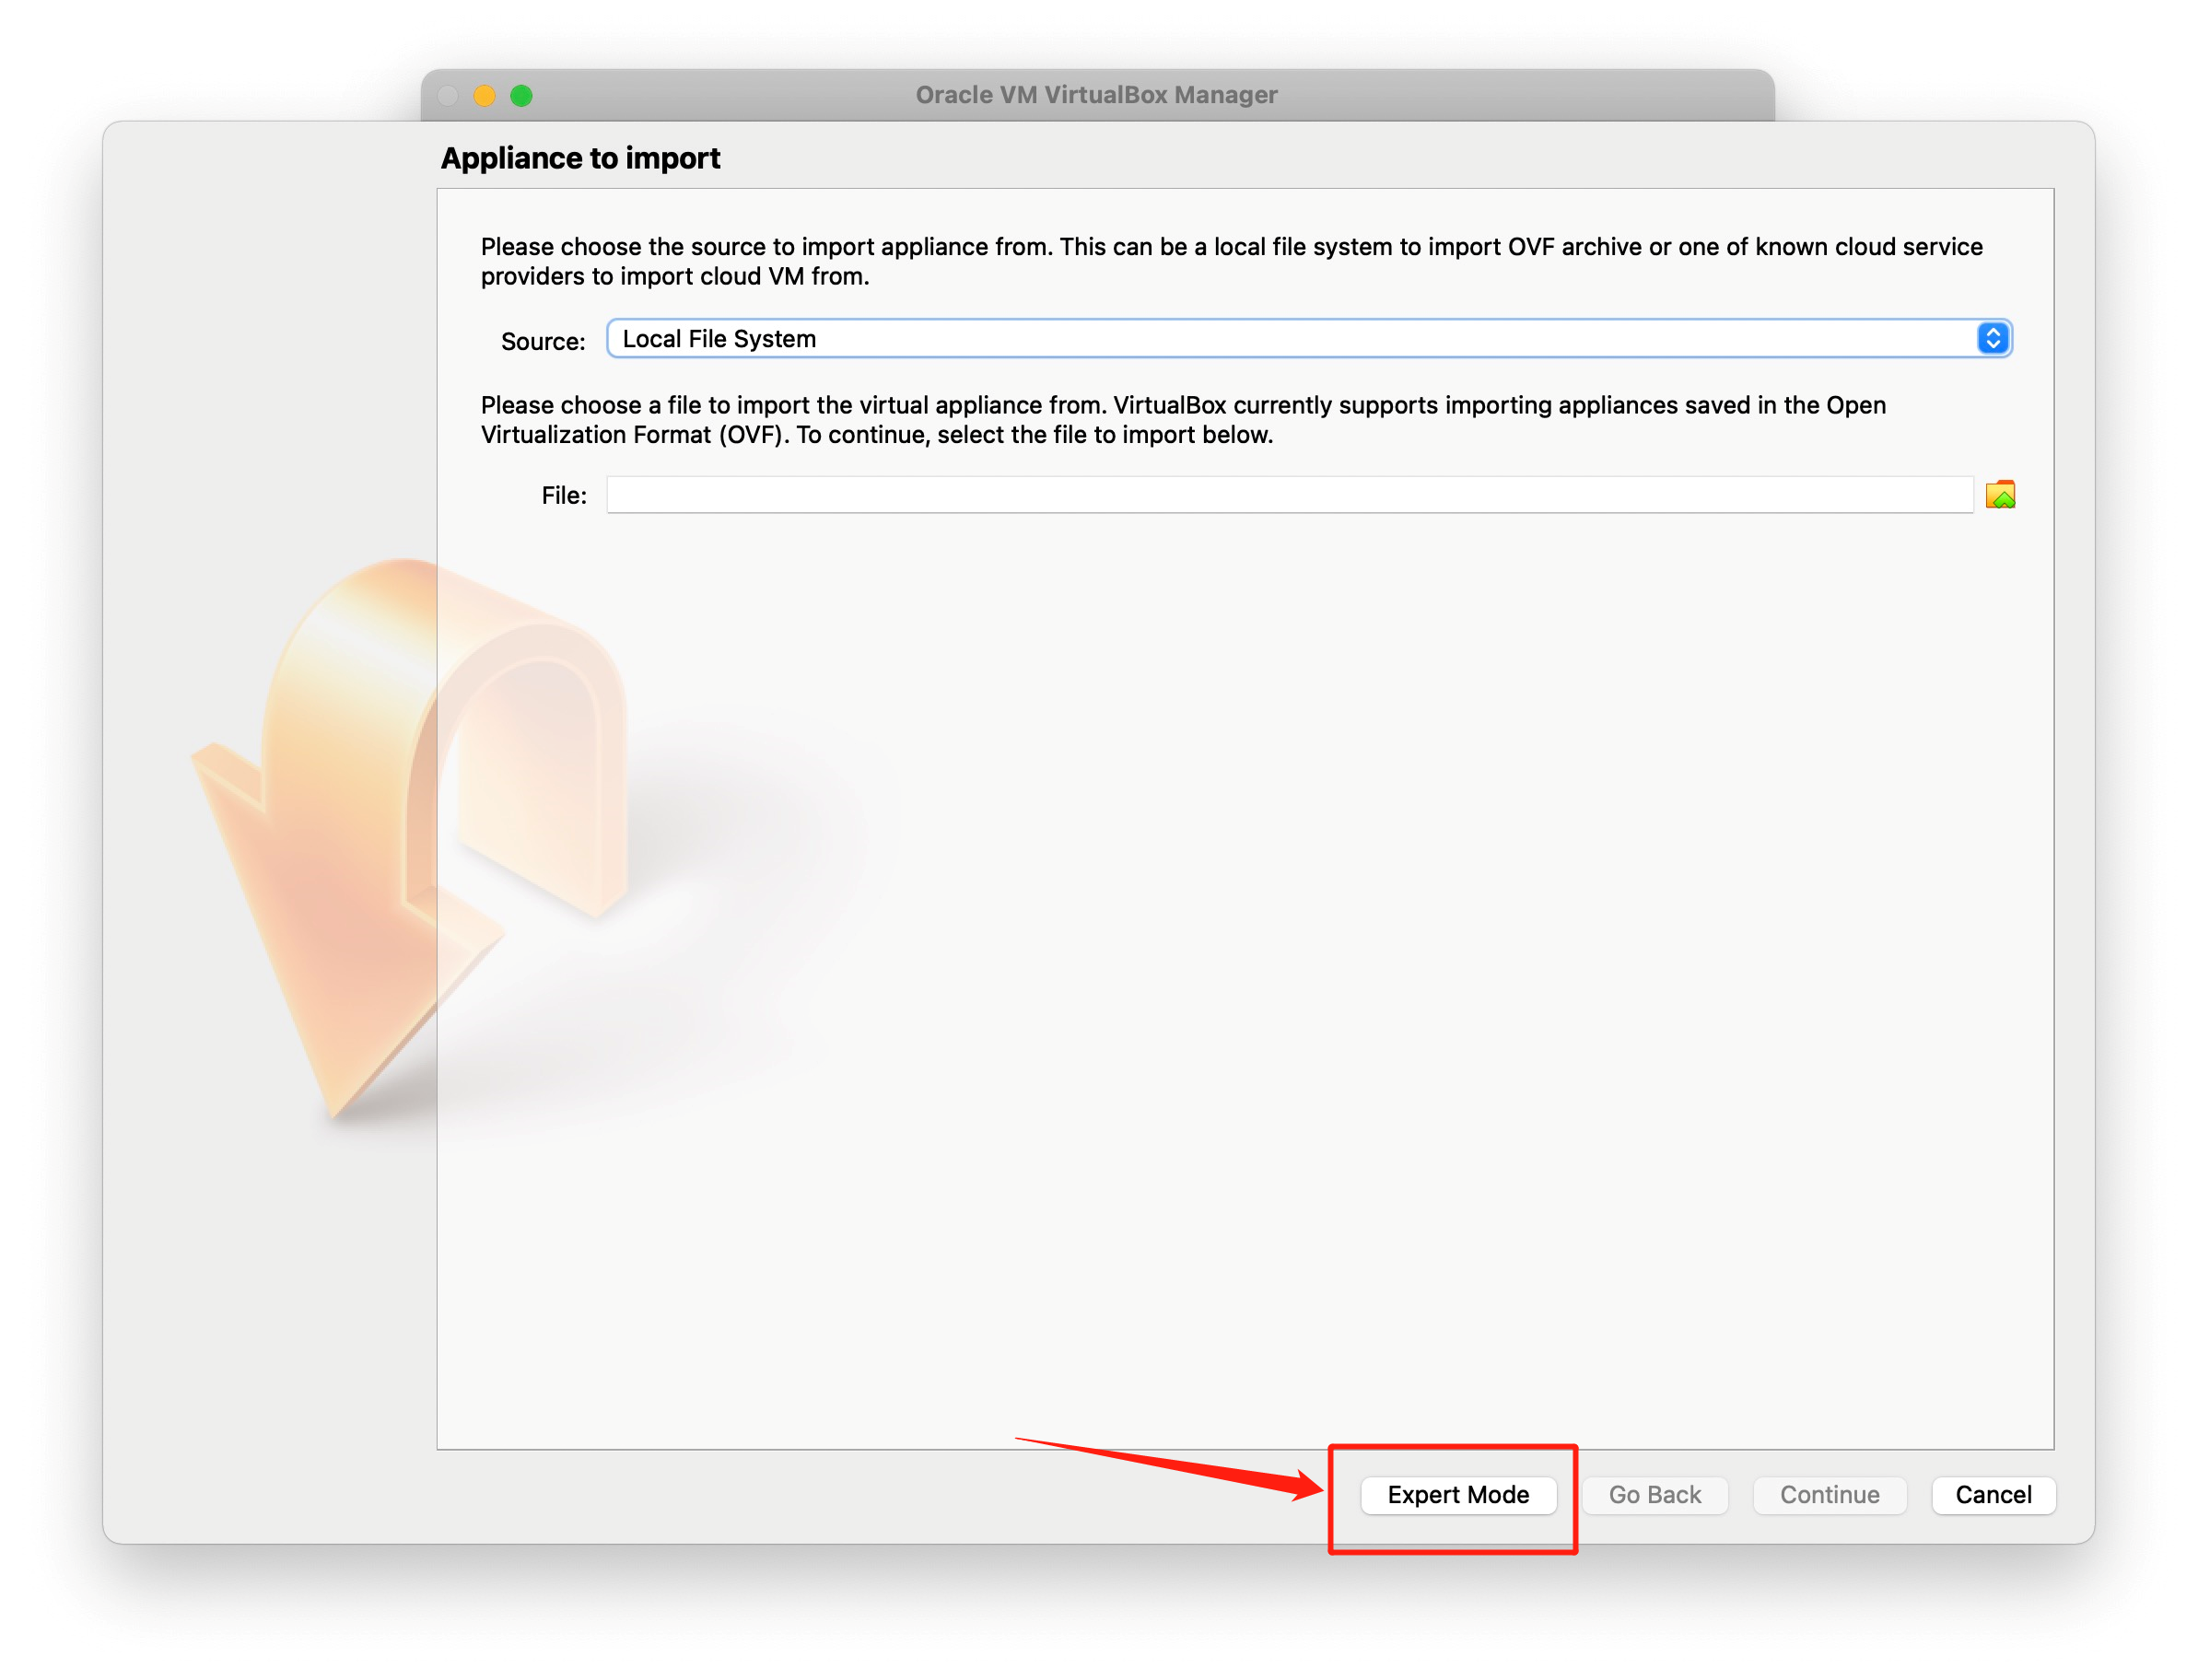 Oracle VM VirtualBox Manager
Appliance to import
Please choose the source to import appliance from. This can be a local file system to import OVF archive or one of known cloud service
providers to import cloud VM from.
Source: Local File System
Please choose a file to import the virtual appliance from. VirtualBox currently supports importing appliances saved in the Open
Virtualization Format (OVF). To continue, select the file to import below.
File:
Expert Mode Go Back Continue Cancel